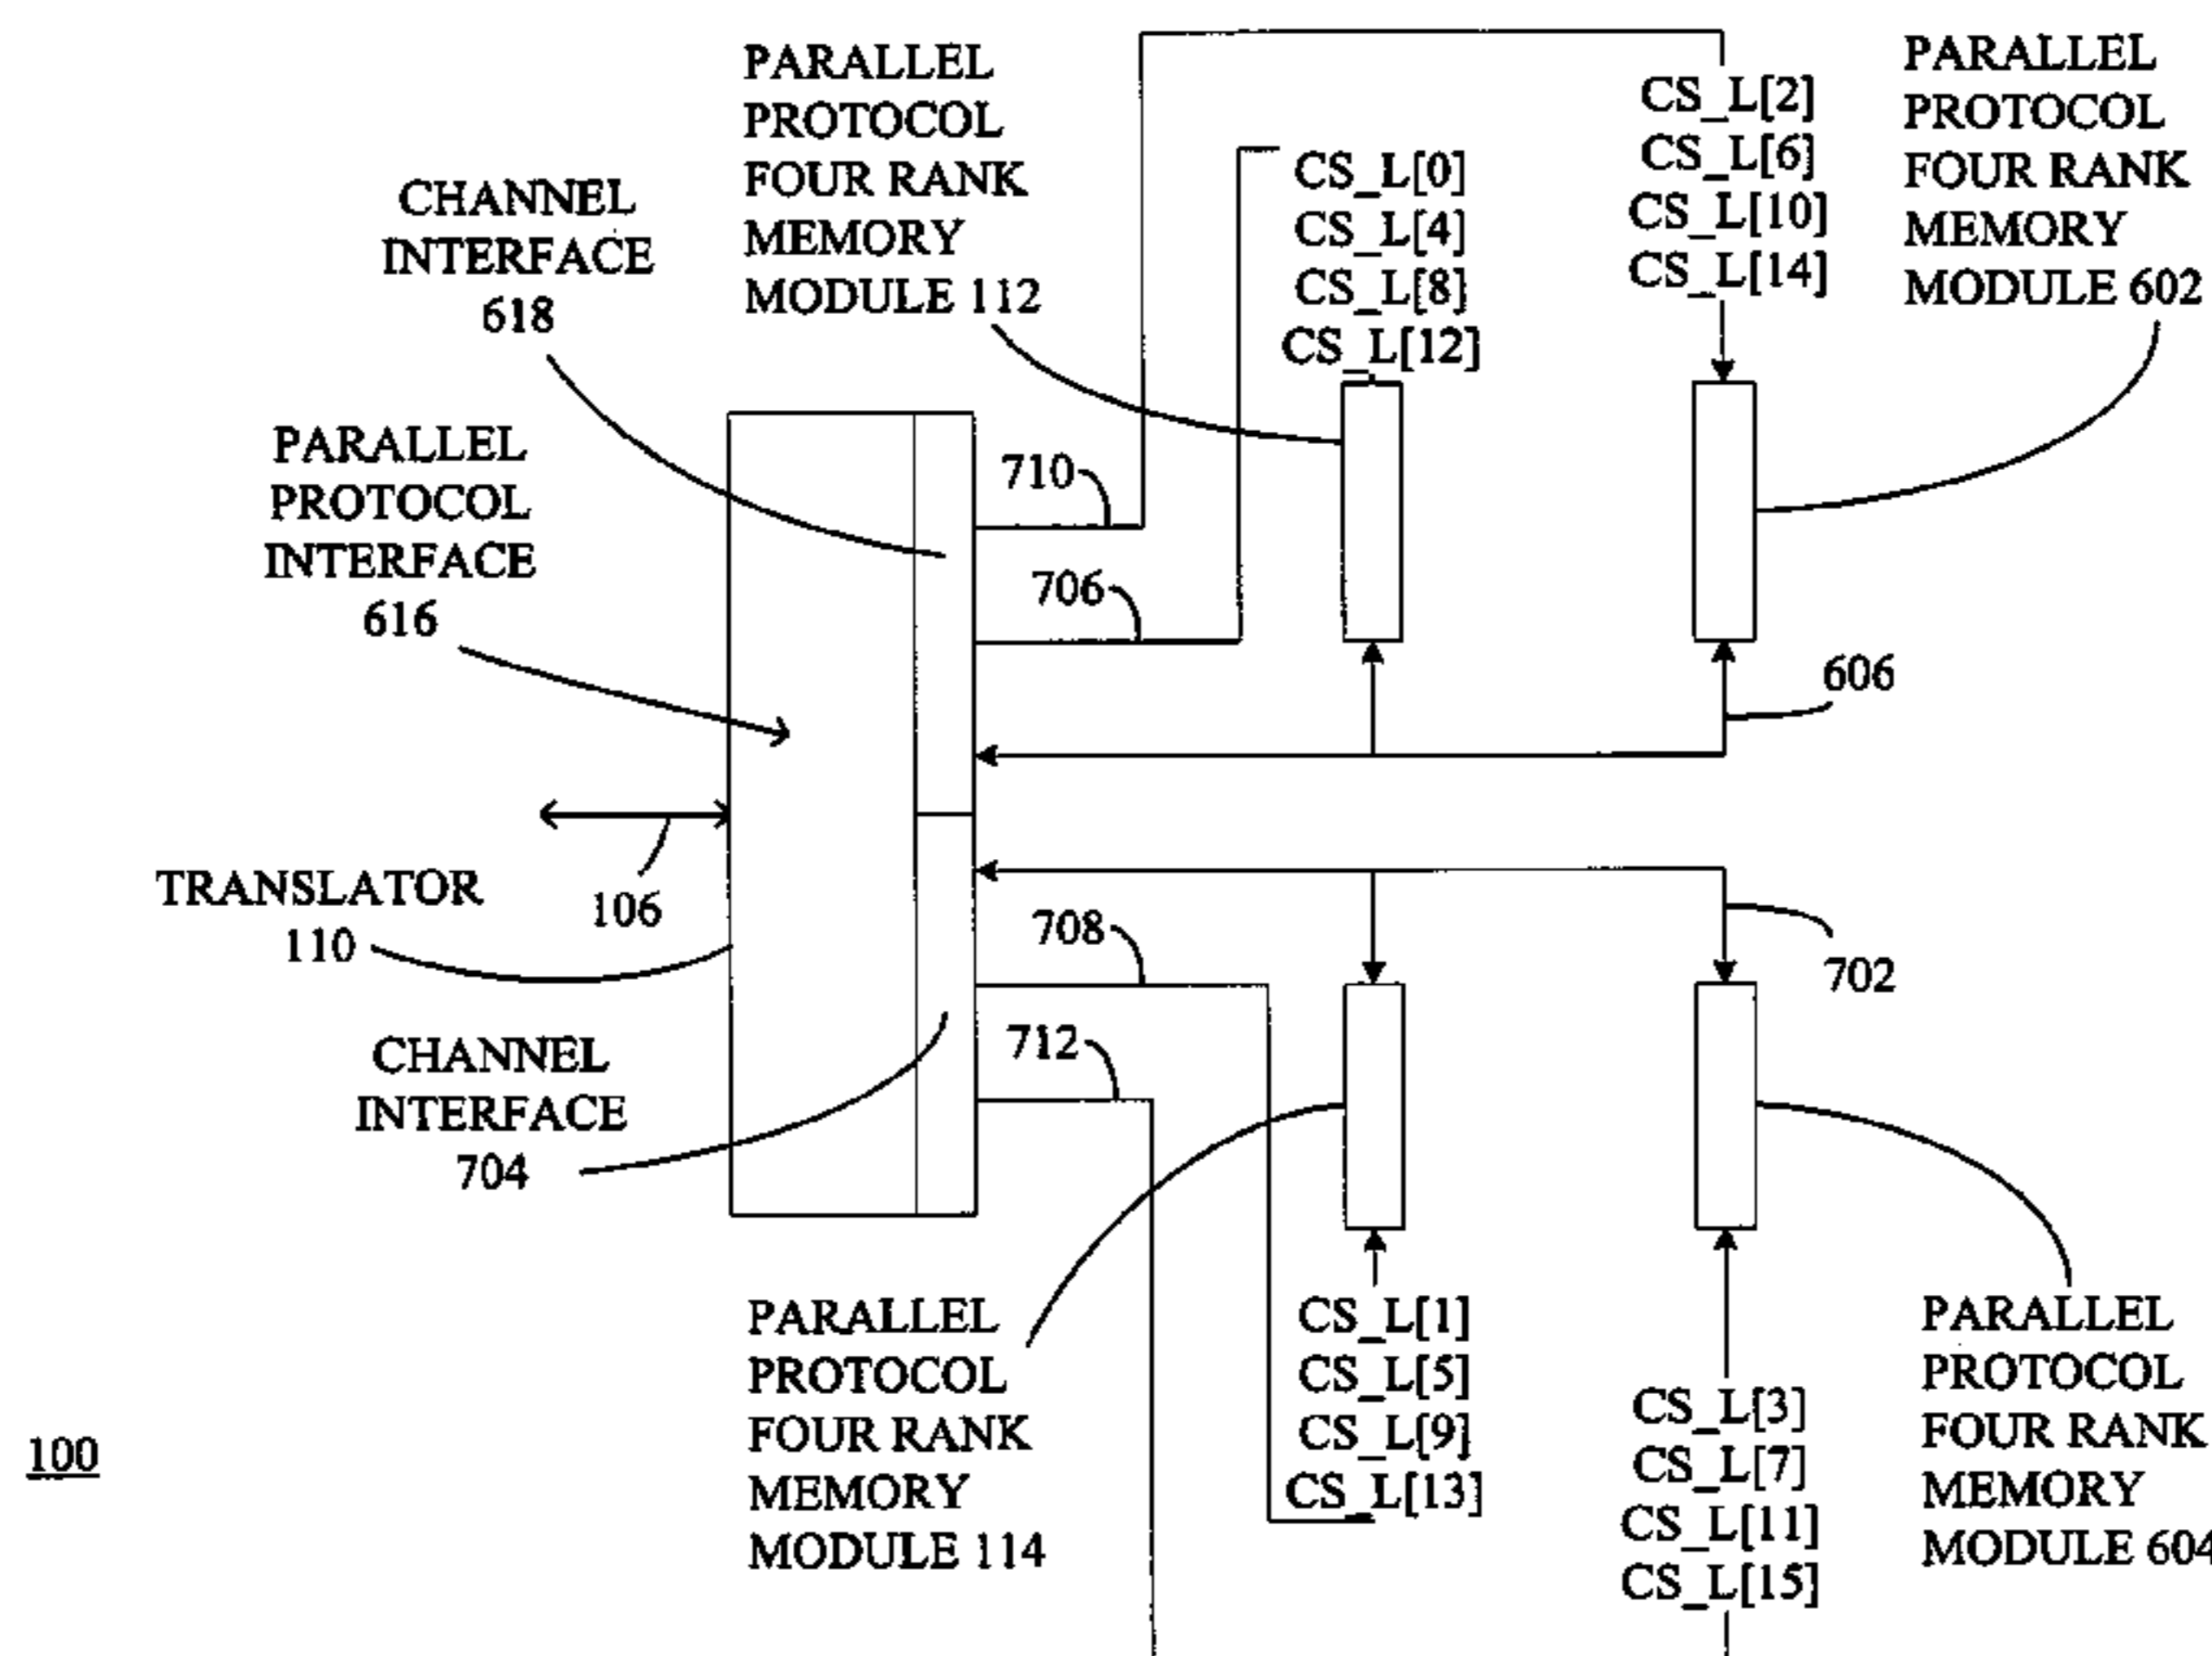 PARALLEL
PROTOCOL
FOUR RANK
MEMORY
MODULE 112
CS_L[0]
CS_L[4]
CS_L[8]
CS_L[12]
CS_L[2]
CS_L[6]
CS_L[10]
CS_L[14]
PARALLEL
PROTOCOL
FOUR RANK
MEMORY
MODULE 602
CHANNEL
INTERFACE
618
PARALLEL
PROTOCOL
INTERFACE
616
710
706
606
TRANSLATOR
110
106
702
708
712
CHANNEL
INTERFACE
704
PARALLEL
PROTOCOL
FOUR RANK
MEMORY
MODULE 114
CS_L[1]
CS_L[5]
CS_L[9]
CS_L[13]
CS_L[3]
CS_L[7]
CS_L[11]
CS_L[15]
PARALLEL
PROTOCOL
FOUR RANK
MEMORY
MODULE 604
100